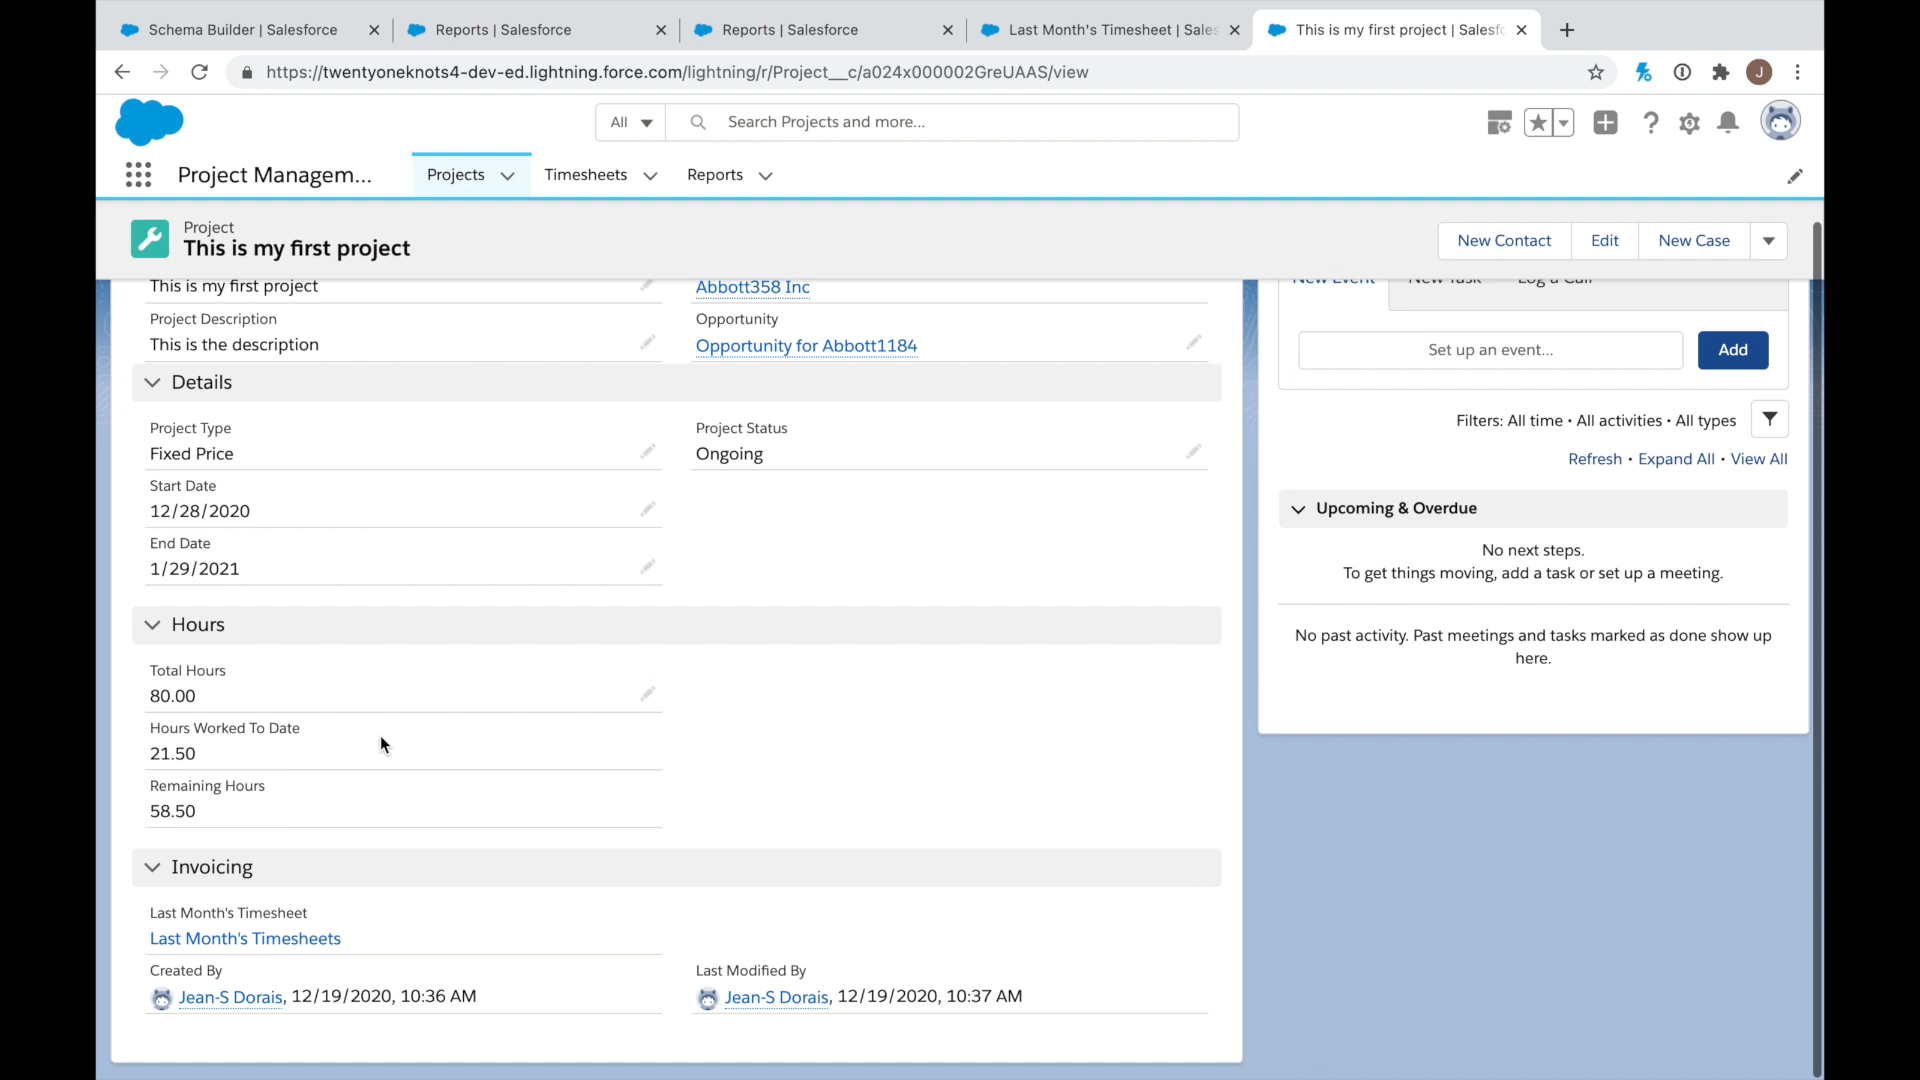 Schema Builder | Salesforce
Reports | Salesforce
Reports | Salesforce
Last Month's Timesheet | Sales
This is my first project | Salesfo
https://twentyoneknots4-dev-ed.lightning.force.com/lightning/r/Project__c/a024x000002GreUAAS/view
J
All
Search Projects and more...
Project Managem...
Projects
Timesheets
Reports
Project
This is my first project
New Contact
Edit
New Case
This is my first project
Abbott358 Inc
New Event
New Task
Log a Call
Project Description
This is the description
Opportunity
Opportunity for Abbott1184
Set up an event...
Add
Details
Project Type
Fixed Price
Project Status
Ongoing
Filters: All time • All activities • All types
Refresh • Expand All • View All
Start Date
12/28/2020
End Date
1/29/2021
Upcoming & Overdue
No next steps.
To get things moving, add a task or set up a meeting.
No past activity. Past meetings and tasks marked as done show up
here.
Hours
Total Hours
80.00
Hours Worked To Date
21.50
Remaining Hours
58.50
Invoicing
Last Month's Timesheet
Last Month's Timesheets
Created By
Jean-S Dorais, 12/19/2020, 10:36 AM
Last Modified By
Jean-S Dorais, 12/19/2020, 10:37 AM